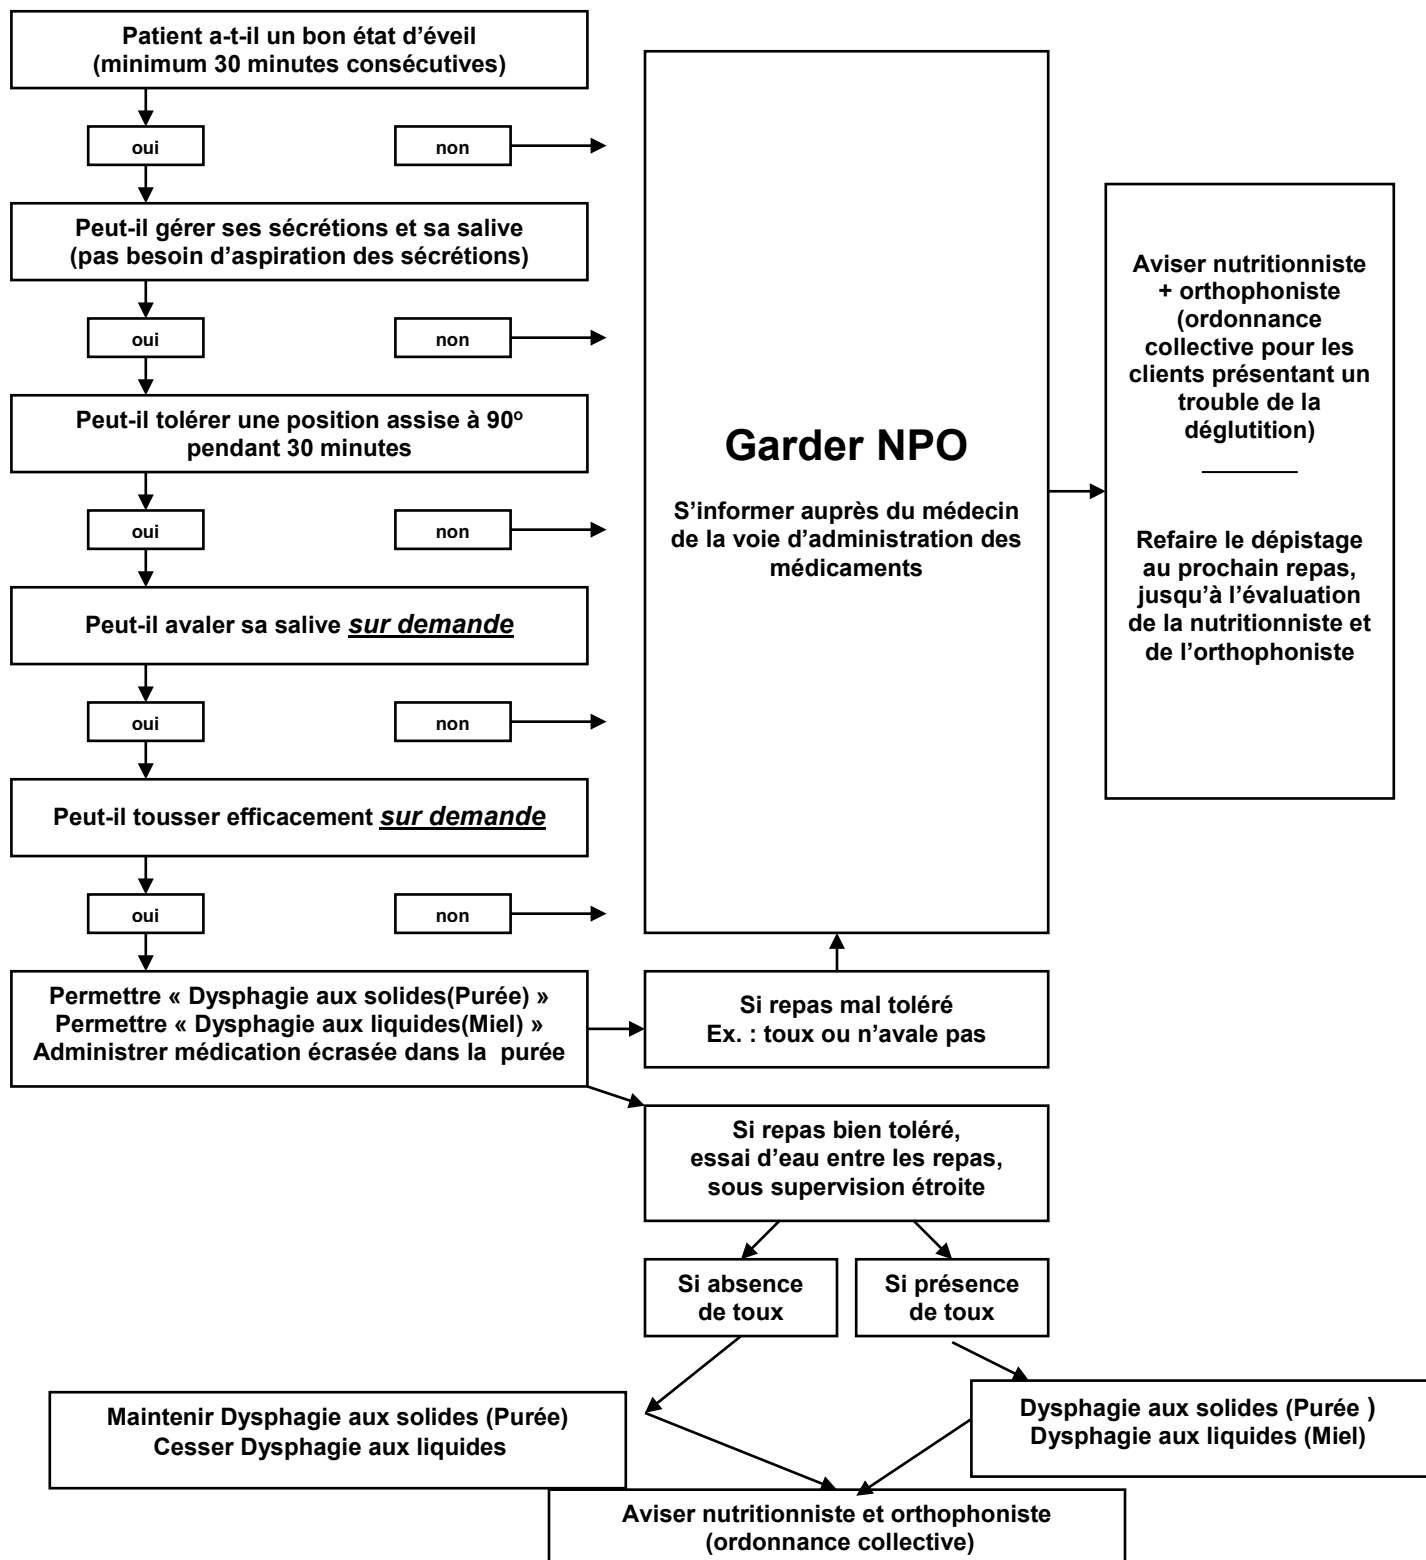 Patient a-t-il un bon état d’éveil
(minimum 30 minutes consécutives)
oui
non
Peut-il gérer ses sécrétions et sa salive
(pas besoin d’aspiration des sécrétions)
oui
non
Peut-il tolérer une position assise à 90º
pendant 30 minutes
oui
non
Peut-il avaler sa salive sur demande
oui
non
Peut-il tousser efficacement sur demande
oui
non
Garder NPO
S’informer auprès du médecin
de la voie d’administration des
médicaments
Aviser nutritionniste
+ orthophoniste
(ordonnance
collective pour les
clients présentant un
trouble de la
déglutition)
Refaire le dépistage
au prochain repas,
jusqu’à l’évaluation
de la nutritionniste et
de l’orthophoniste
Permettre « Dysphagie aux solides(Purée) »
Permettre « Dysphagie aux liquides(Miel) »
Administrer médication écrasée dans la purée
Si repas mal toléré
Ex. : toux ou n’avale pas
Si repas bien toléré,
essai d’eau entre les repas,
sous supervision étroite
Si absence
de toux
Si présence
de toux
Maintenir Dysphagie aux solides (Purée)
Cesser Dysphagie aux liquides
Dysphagie aux solides (Purée )
Dysphagie aux liquides (Miel)
Aviser nutritionniste et orthophoniste
(ordonnance collective)